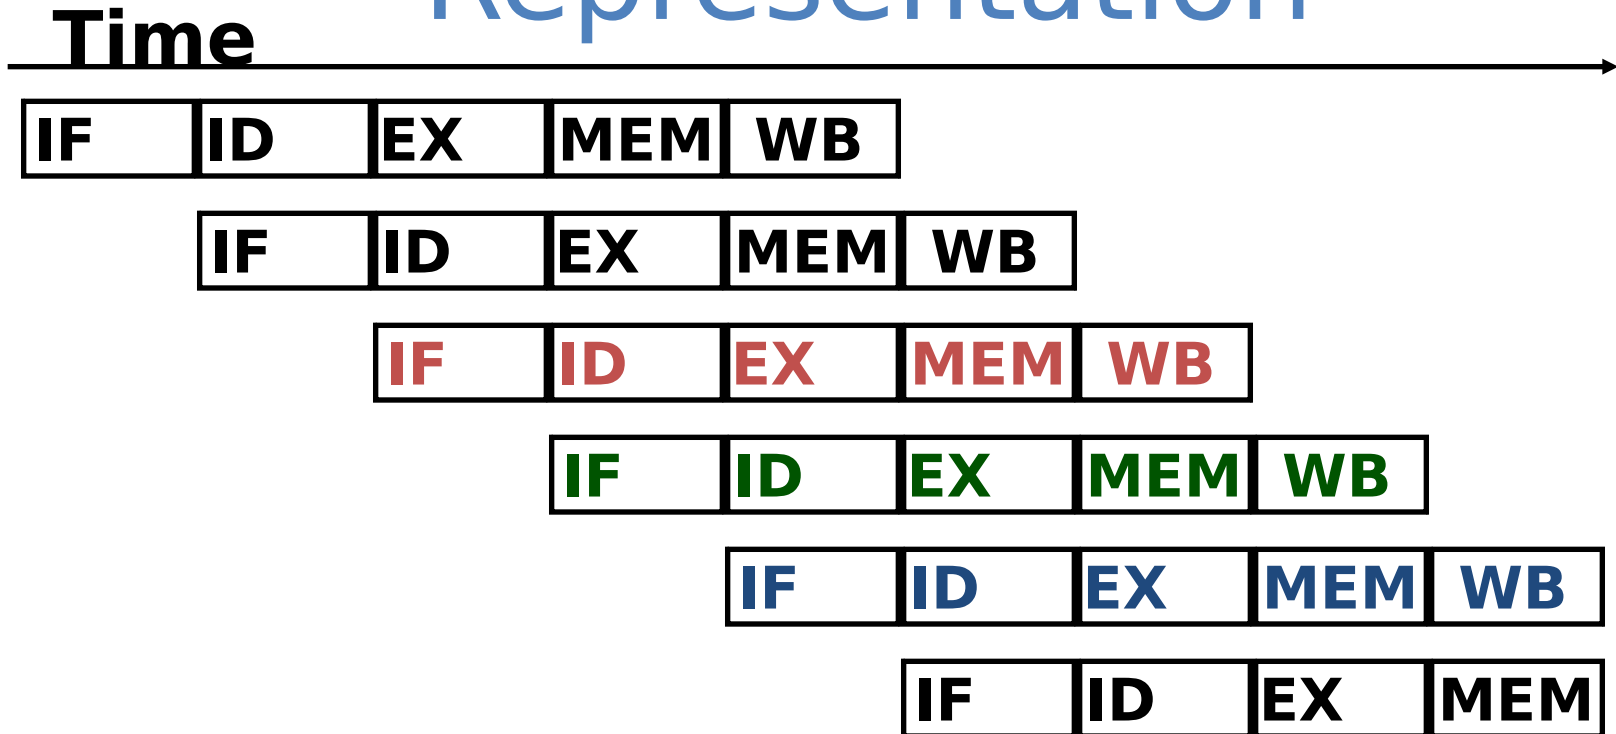 Representation
Time
IF ID EX MEM WB
IF ID EX MEM WB
IF ID EX MEM WB
IF ID EX MEM WB
IF ID EX MEM WB
IF ID EX MEM